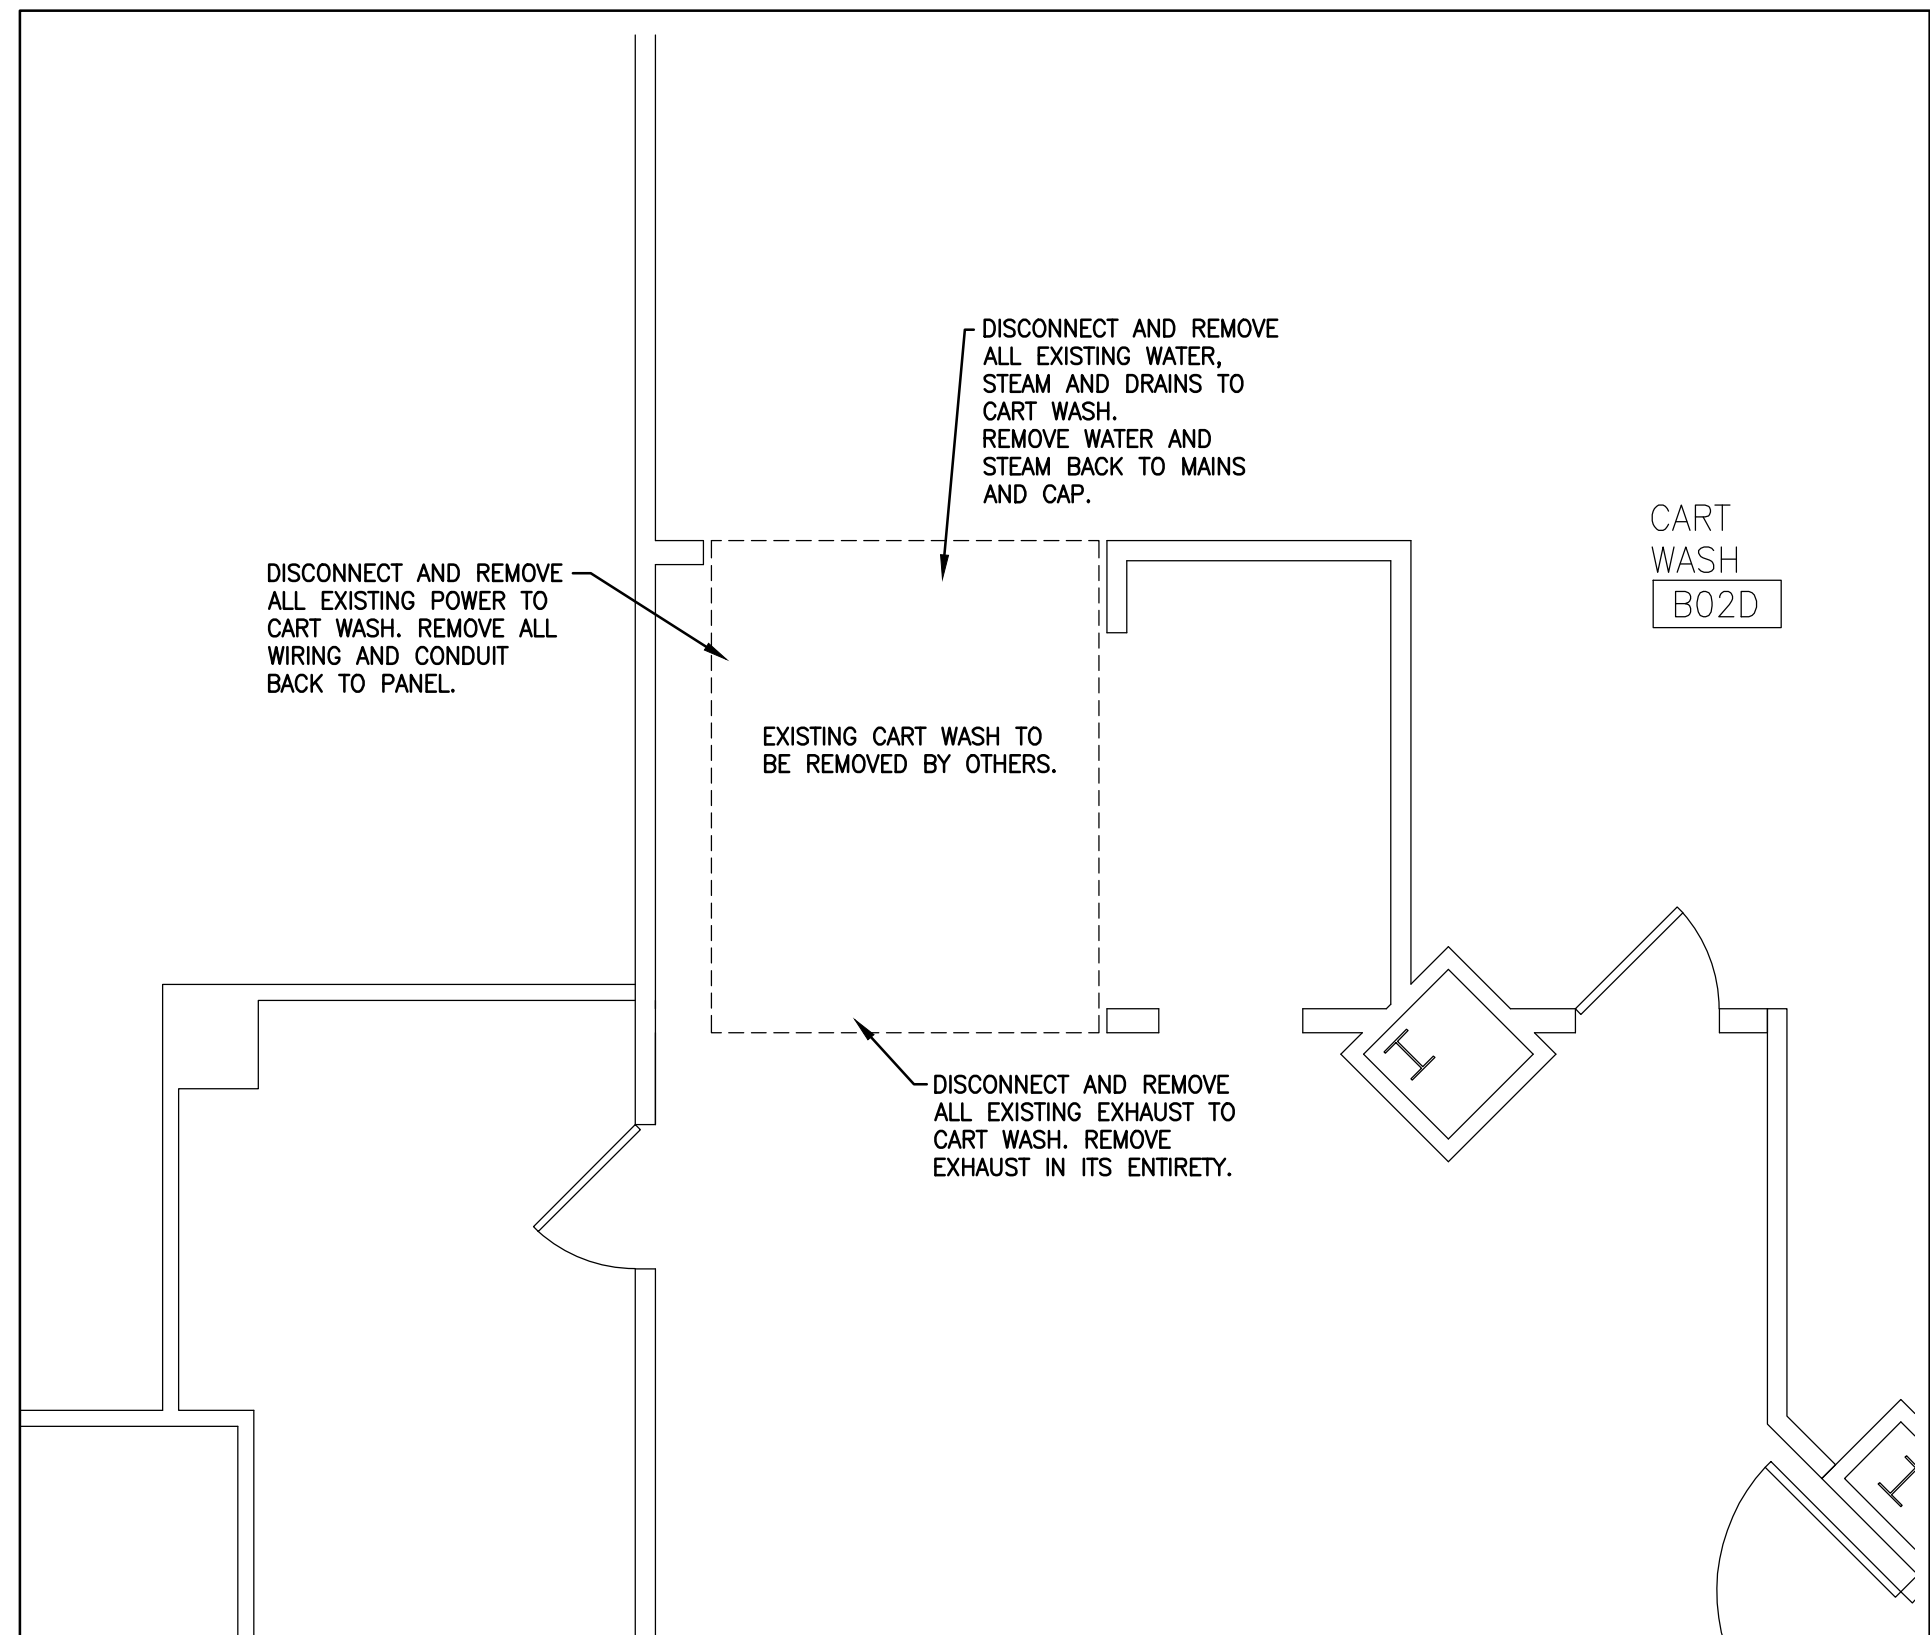 DISCONNECT AND REMOVE
ALL EXISTING WATER,
STEAM AND DRAINS TO
CART WASH.
REMOVE WATER AND
STEAM BACK TO MAINS
AND CAP.
CART
WASH
B02D
DISCONNECT AND REMOVE
ALL EXISTING POWER TO
CART WASH. REMOVE ALL
WIRING AND CONDUIT
BACK TO PANEL.
EXISTING CART WASH TO
BE REMOVED BY OTHERS.
DISCONNECT AND REMOVE
ALL EXISTING EXHAUST TO
CART WASH. REMOVE
EXHAUST IN ITS ENTIRETY.